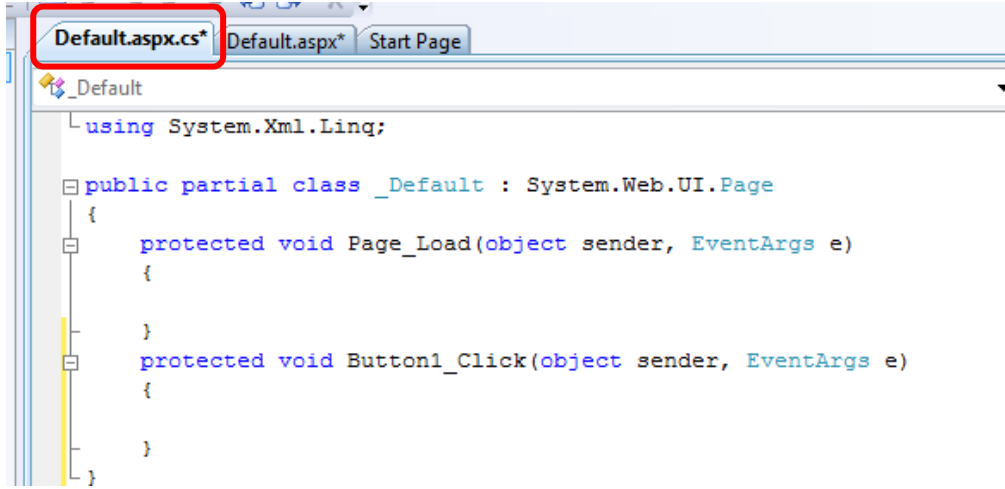 Default.aspx.cs* Default.aspx* Start Page
_Default
using System.Xml.Linq;
public partial class _Default : System.Web.UI.Page
{
protected void Page_Load(object sender, EventArgs e)
{
}
protected void Button1_Click(object sender, EventArgs e)
{
}
}